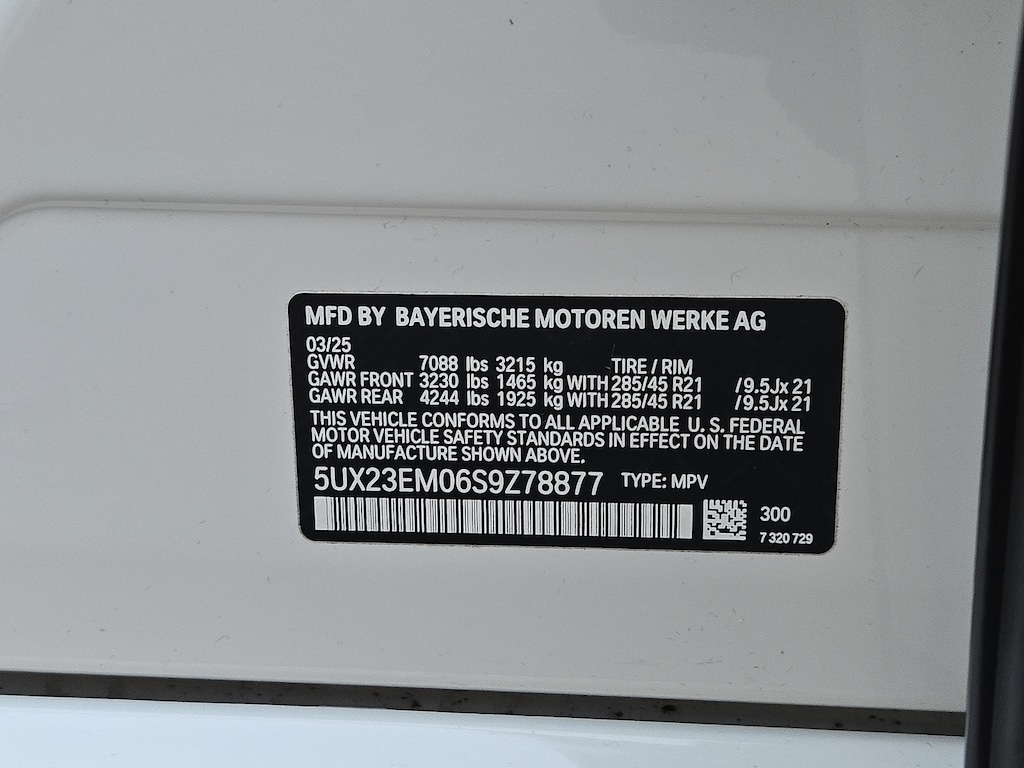 MFD BY BAYERISCHE MOTOREN WERKE AG
03/25
GVWR 7088 lbs 3215 kg TIRE / RIM
GAWR FRONT 3230 lbs 1465 kg WITH 285/45 R21 / 9.5Jx 21
GAWR REAR 4244 lbs 1925 kg WITH 285/45 R21 / 9.5Jx 21
THIS VEHICLE CONFORMS TO ALL APPLICABLE U. S. FEDERAL
MOTOR VEHICLE SAFETY STANDARDS IN EFFECT ON THE DATE
OF MANUFACTURE SHOWN ABOVE.
5UX23EM06S9Z78877 TYPE: MPV
300
7 320 729